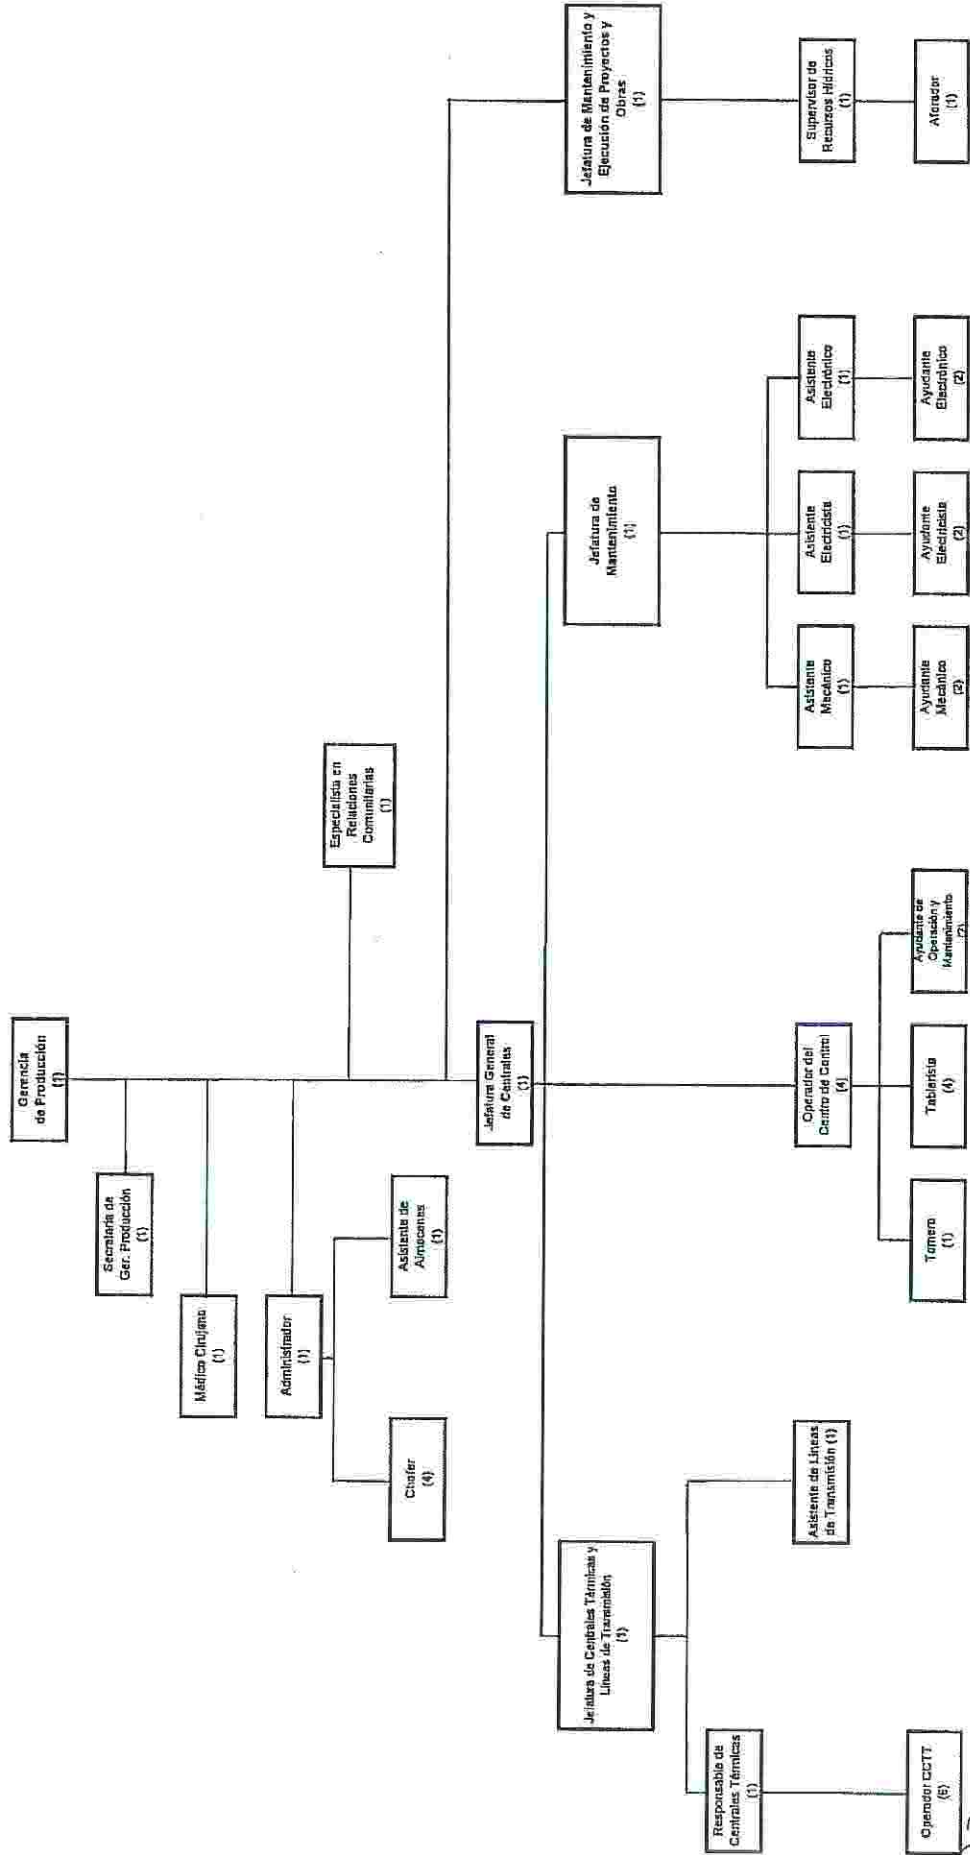 Gerencia
de Producción
(1)
Secretaria de
Ger. Producción
(1)
Médico Cirujano
(1)
Administrador
(1)
Chofer
(4)
Asistente de
Almacenes
(1)
Especialista en
Relaciones
Comunitarias
(1)
Jefatura General
de Centrales
(1)
Jefatura de Centrales Térmicas y
Líneas de Transmisión
(1)
Jefatura de
Mantenimiento
(1)
Jefatura de Mantenimiento y
Ejecución de Proyectos y
Obras
(1)
Responsable de
Centrales Térmicas
(1)
Asistente de Líneas
de Transmisión (1)
Operador del
Centro de Control
(4)
Asistente
Mecánico
(1)
Asistente
Electricista
(1)
Asistente
Electrónico
(1)
Supervisor de
Recursos Hídricos
(1)
Operador CCTT
(6)
Tornero
(1)
Tablerista
(4)
Ayudante de
Operación y
Mantenimiento
Ayudante
Mecánico
(2)
Ayudante
Electricista
(2)
Ayudante
Electrónico
(2)
Aforador
(1)